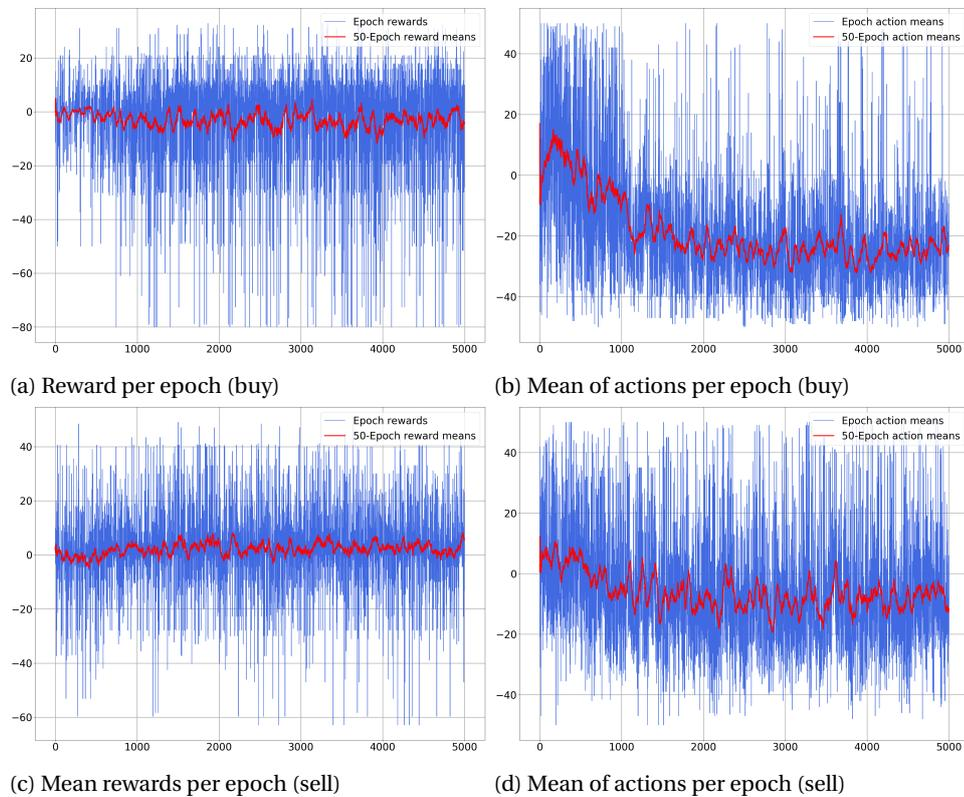 Epoch rewards
50-Epoch reward means
20
0
−20
−40
−60
−80
0 1000 2000 3000 4000 5000
(a) Reward per epoch (buy)
Epoch action means
50-Epoch action means
40
20
0
−20
−40
0 1000 2000 3000 4000 5000
(b) Mean of actions per epoch (buy)
Epoch rewards
50-Epoch reward means
40
20
0
−20
−40
−60
0 1000 2000 3000 4000 5000
(c) Mean rewards per epoch (sell)
Epoch action means
50-Epoch action means
40
20
0
−20
−40
0 1000 2000 3000 4000 5000
(d) Mean of actions per epoch (sell)